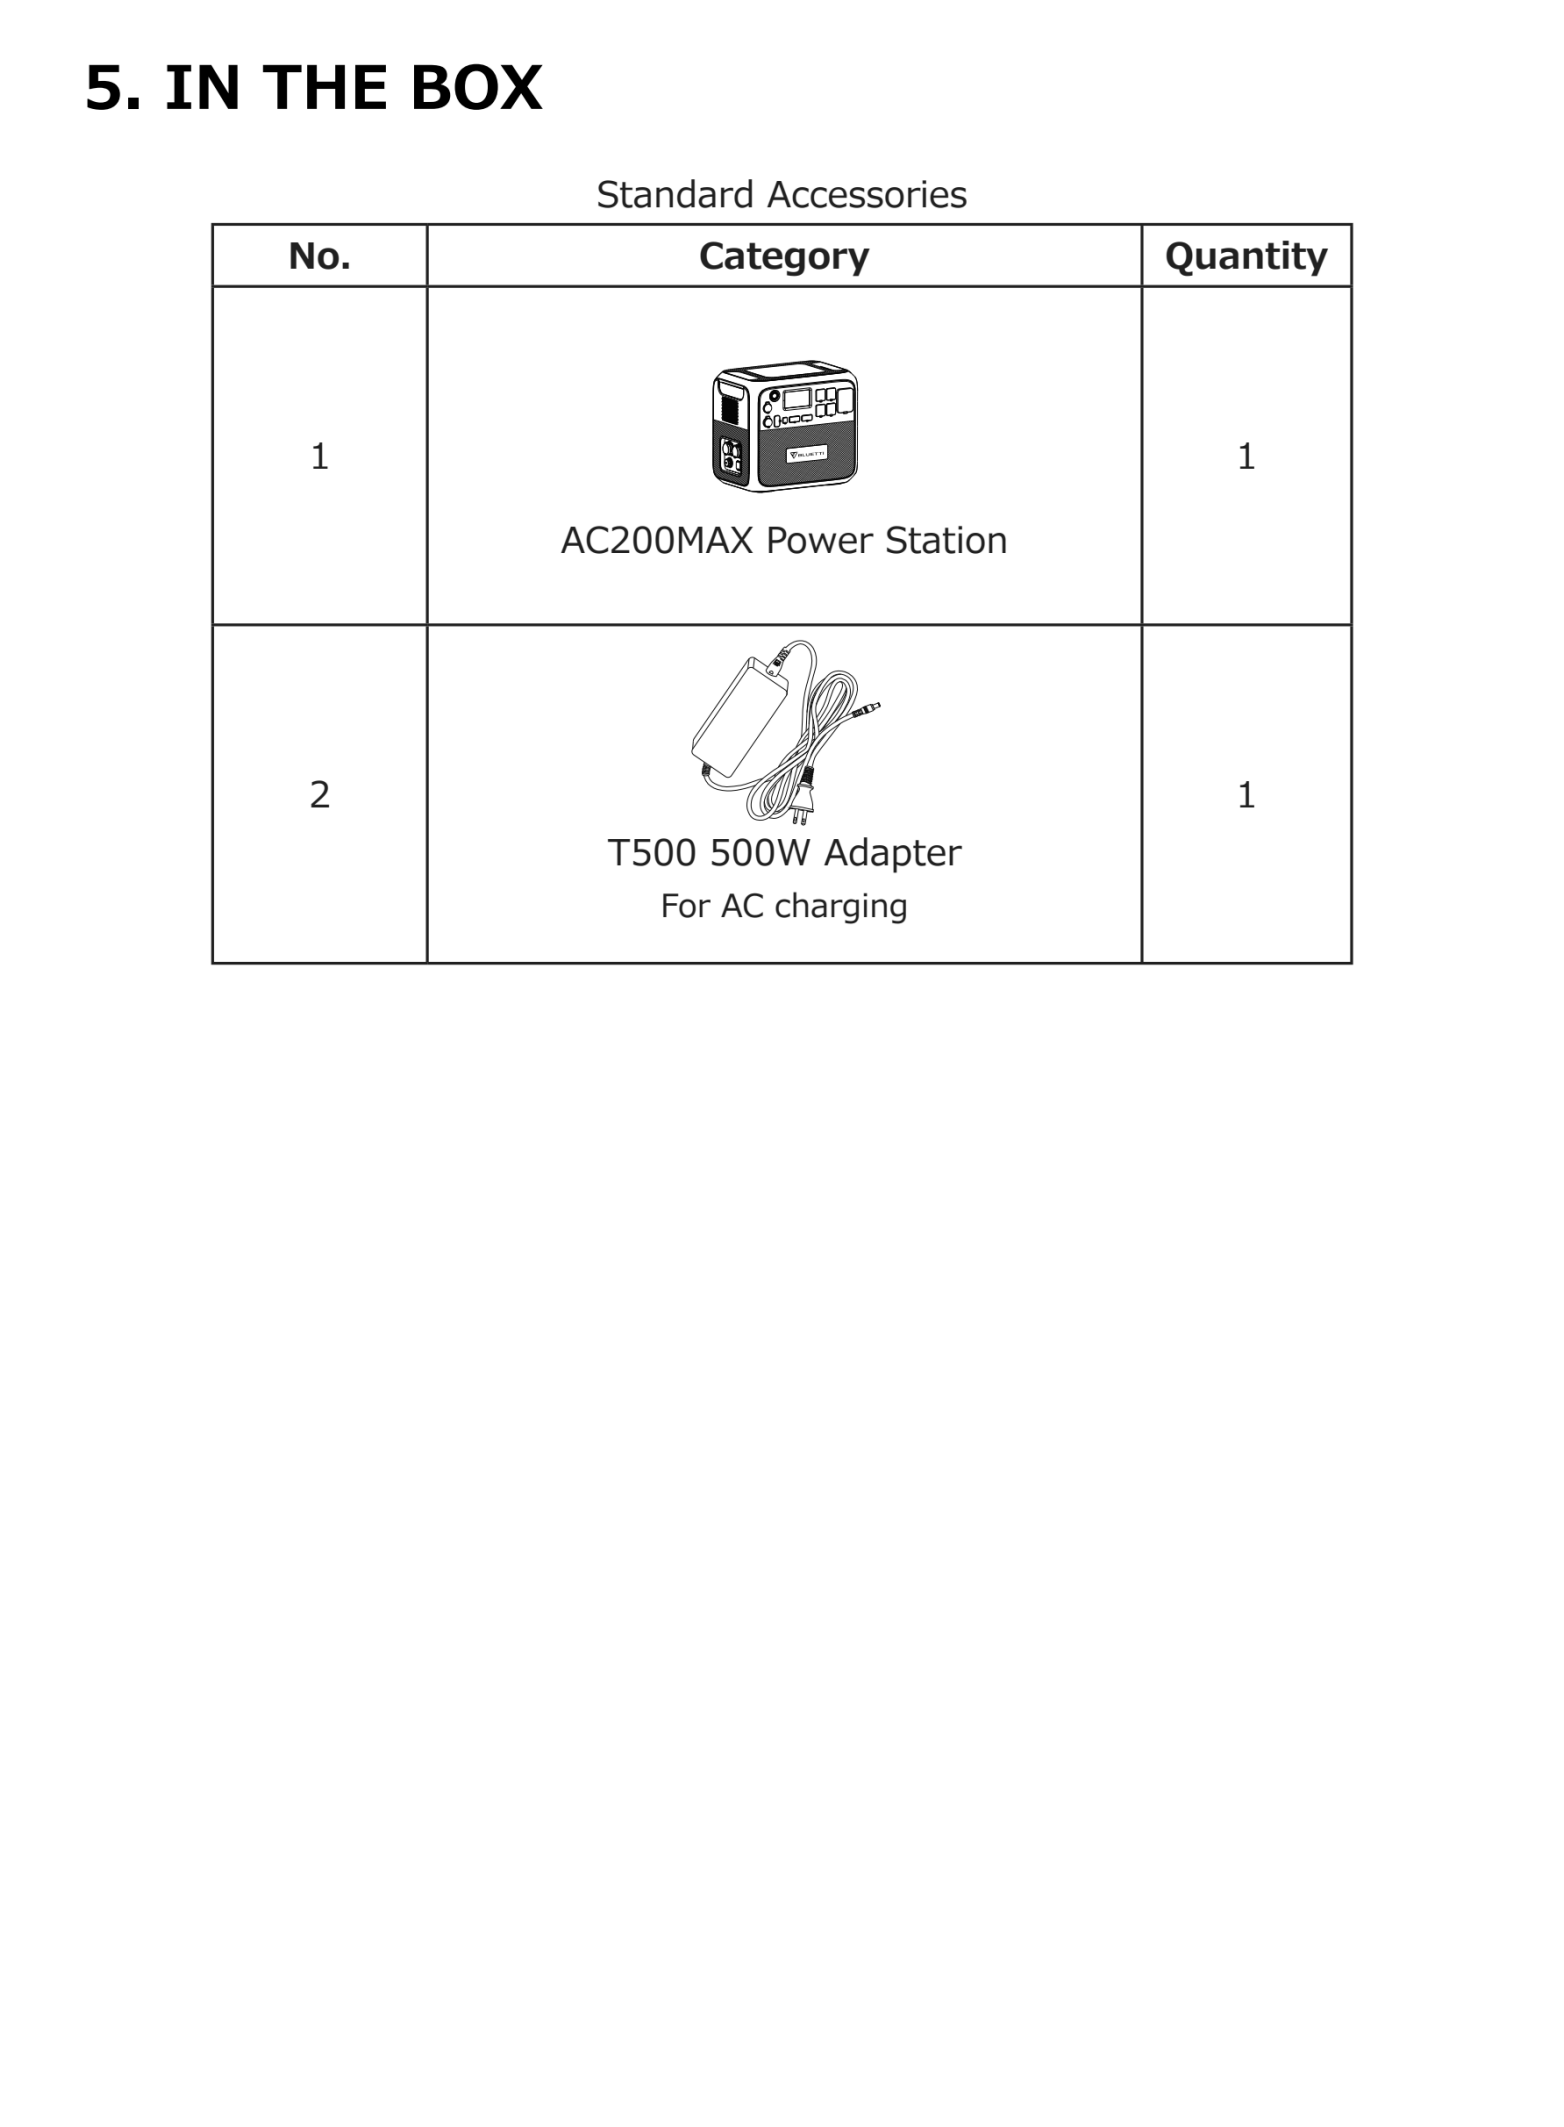 5. IN THE BOX
Standard Accessories
No. Category Quantity
BLUETTI
1 AC200MAX Power Station 1
2 T500 500W Adapter 1
For AC charging